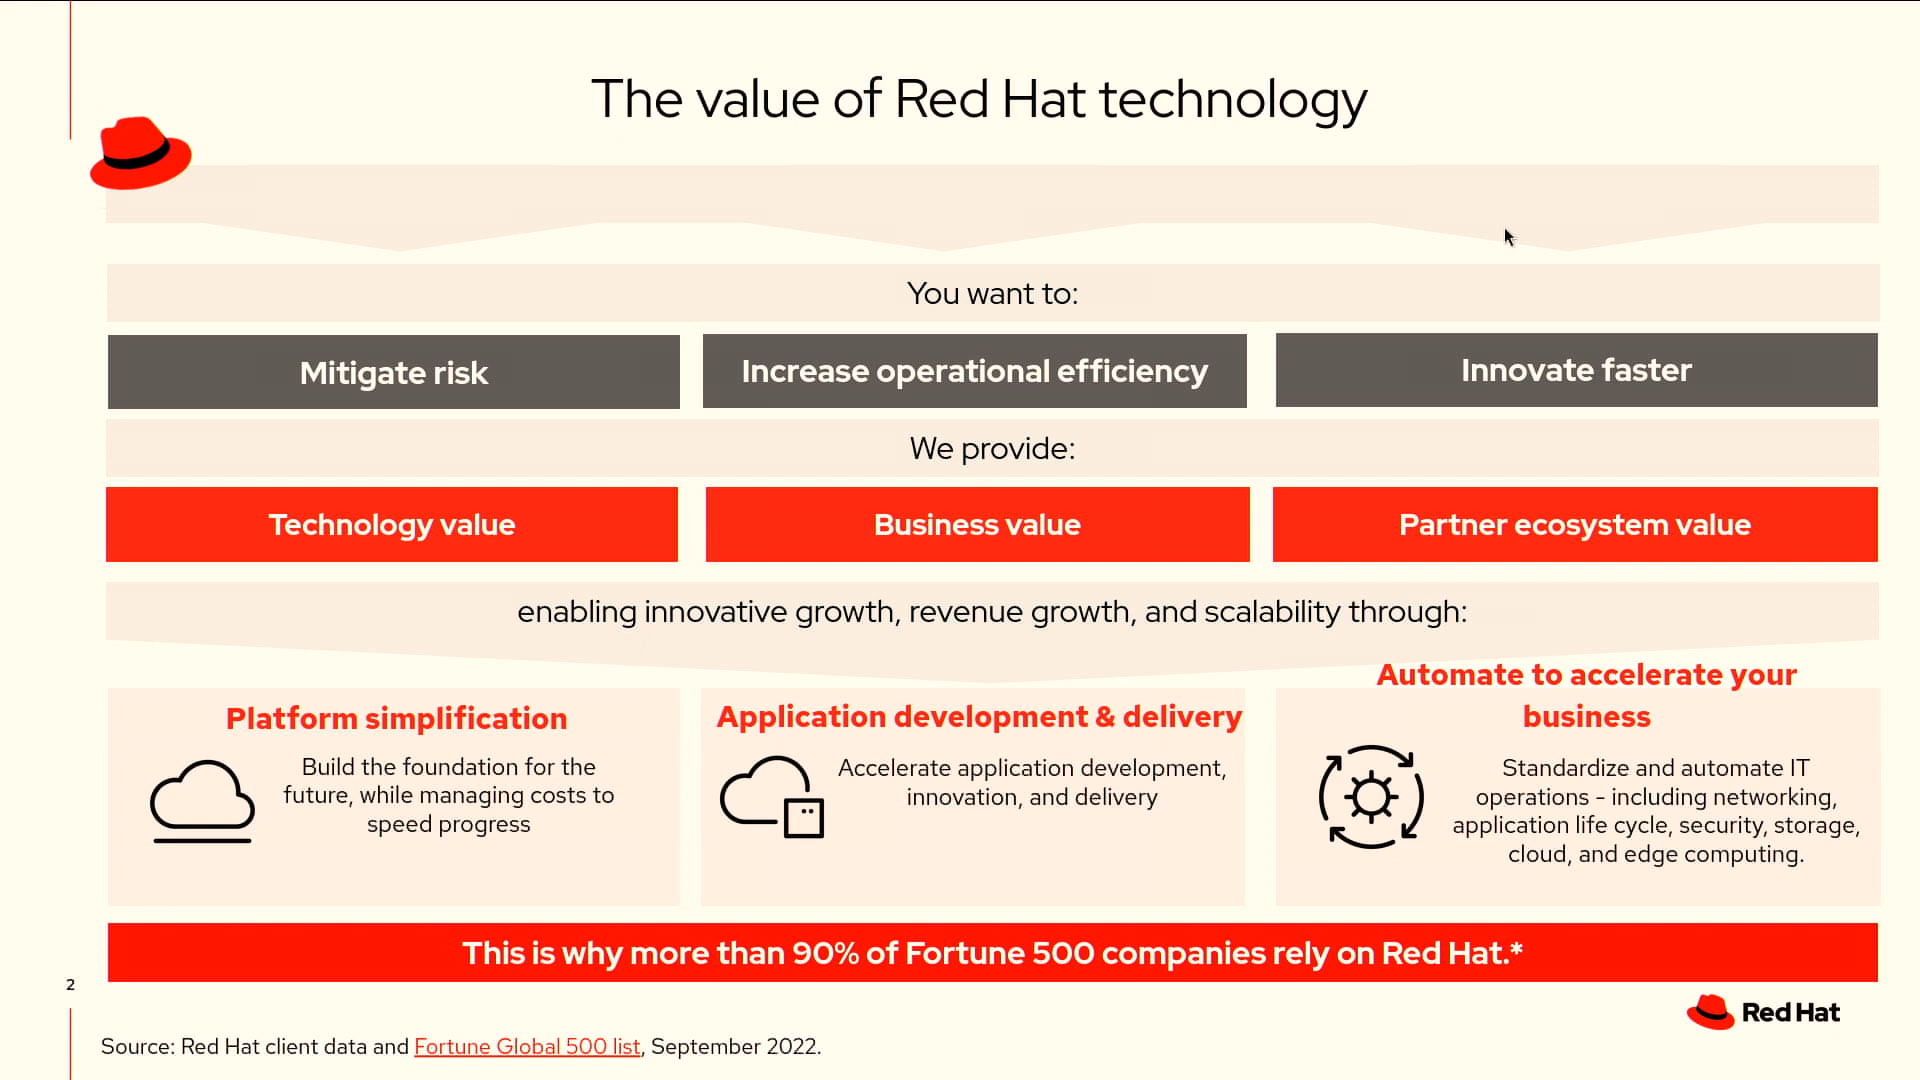 The value of Red Hat technology
You want to:
Mitigate risk
Increase operational efficiency
Innovate faster
We provide:
Technology value
Business value
Partner ecosystem value
enabling innovative growth, revenue growth, and scalability through:
Platform simplification
Build the foundation for the
future, while managing costs to
speed progress
Application development & delivery
Accelerate application development,
innovation, and delivery
Automate to accelerate your
business
Standardize and automate IT
operations - including networking,
application life cycle, security, storage,
cloud, and edge computing.
This is why more than 90% of Fortune 500 companies rely on Red Hat.*
2
Red Hat
Source: Red Hat client data and Fortune Global 500 list, September 2022.